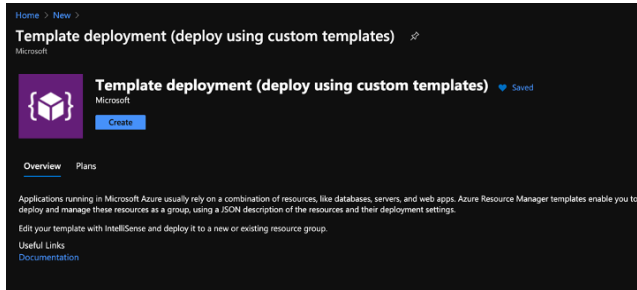 Home > New >
Template deployment (deploy using custom templates)
Microsoft
Template deployment (deploy using custom templates) Saved
Microsoft
Create
Overview Plans
Applications running in Microsoft Azure usually rely on a combination of resources, like databases, servers, and web apps. Azure Resource Manager templates enable you to
deploy and manage these resources as a group, using a JSON description of the resources and their deployment settings.
Edit your template with IntelliSense and deploy it to a new or existing resource group.
Useful Links
Documentation